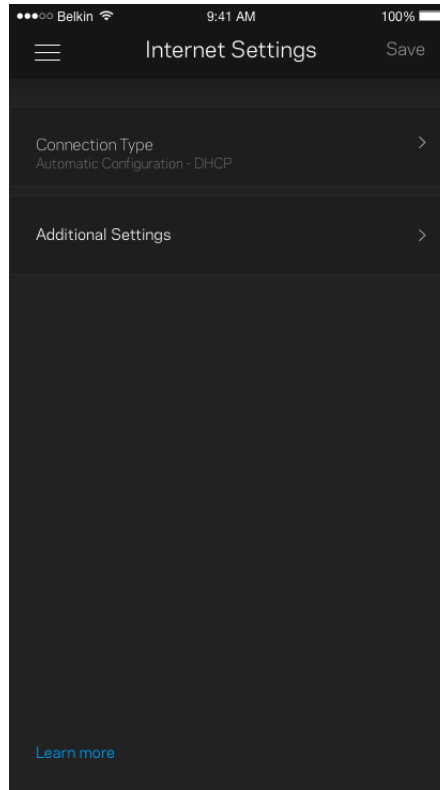 Belkin 9:41 AM 100%
Internet Settings Save
Connection Type
Automatic Configuration - DHCP
Additional Settings
Learn more